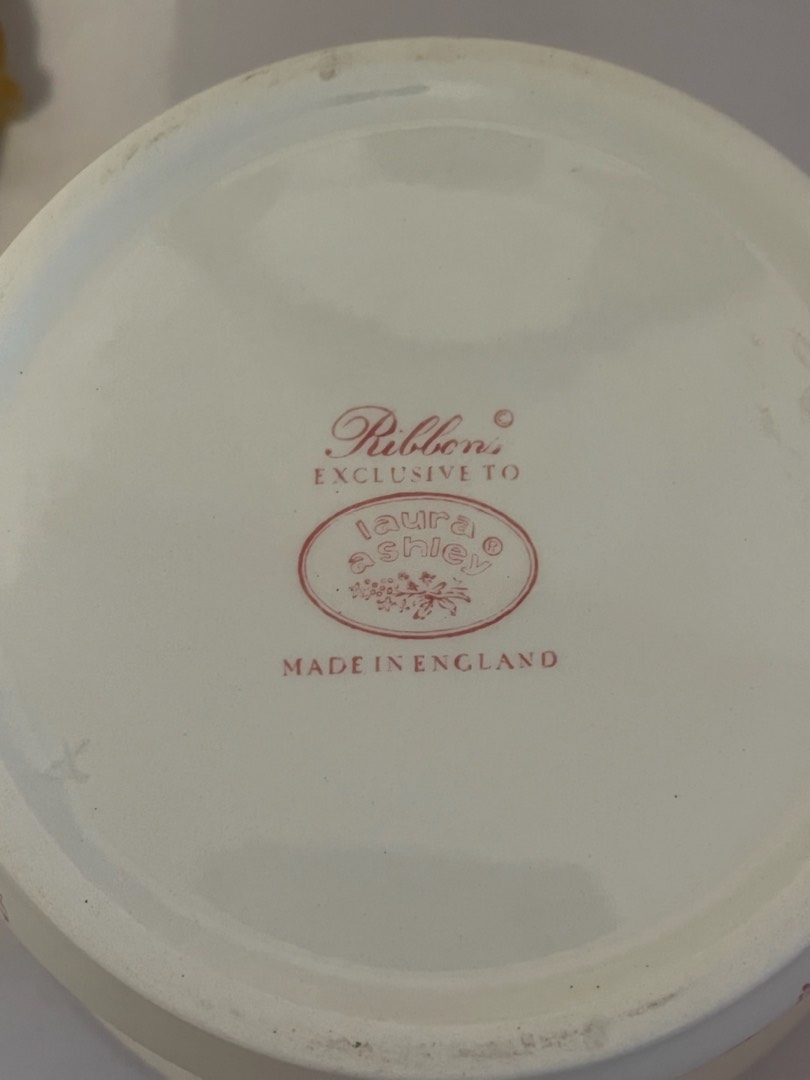 Ribbons ©
EXCLUSIVE TO
laura
ashley ®
MADE IN ENGLAND